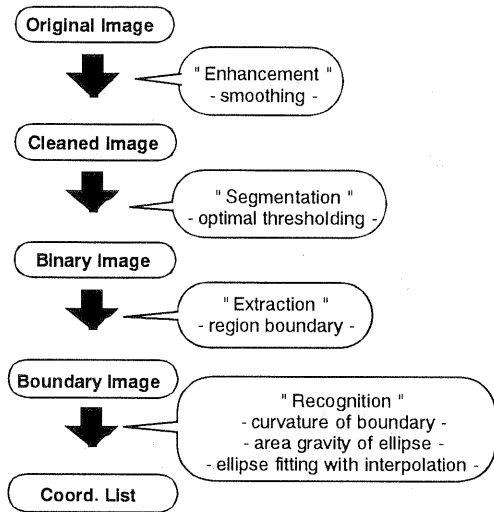 Original Image
" Enhancement "
- smoothing -
Cleaned Image
" Segmentation "
- optimal thresholding -
Binary Image
" Extraction "
- region boundary -
Boundary Image
" Recognition "
- curvature of boundary -
- area gravity of ellipse -
- ellipse fitting with interpolation -
Coord. List